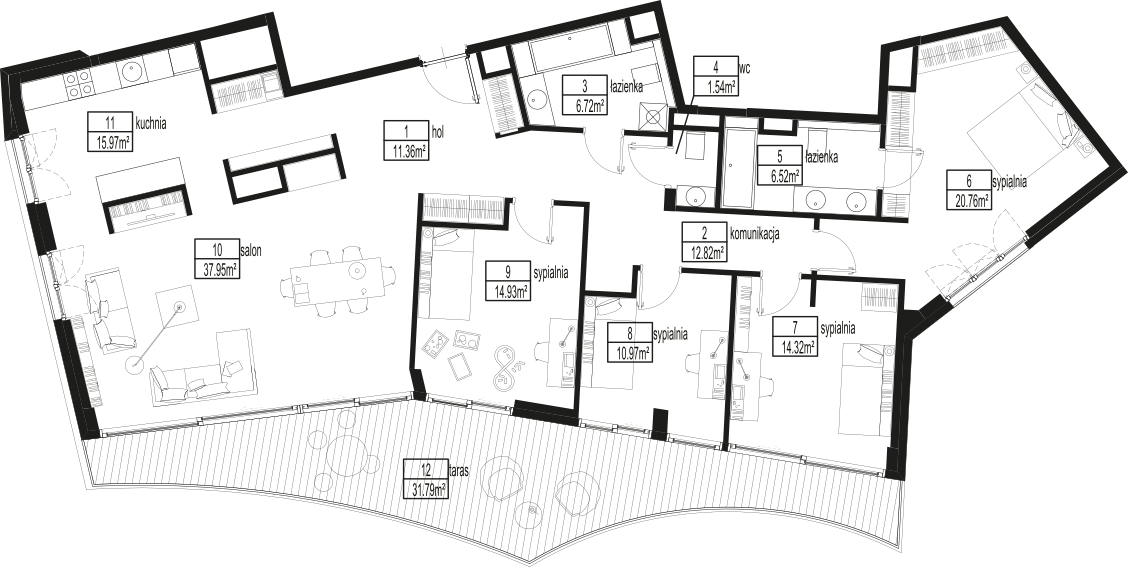 1 hol
11.36m²
2 komunikacja
12.82m²
3 łazienka
6.72m²
4 wc
1.54m²
5 łazienka
6.52m²
6 sypialnia
20.76m²
7 sypialnia
14.32m²
8 sypialnia
10.97m²
9 sypialnia
14.93m²
10 salon
37.95m²
11 kuchnia
15.97m²
12 taras
31.79m²